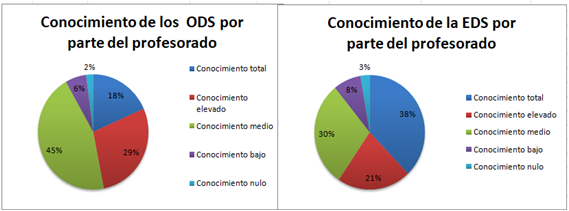 Conocimiento de los ODS por
parte del profesorado
2%
6%
18%
45%
29%
Conocimiento total
Conocimiento
elevado
Conocimiento medio
Conocimiento bajo
Conocimiento nulo
Conocimiento de la EDS por
parte del profesorado
3%
8%
38%
30%
21%
Conocimiento total
Conocimiento elevado
Conocimiento medio
Conocimiento bajo
Conocimiento nulo